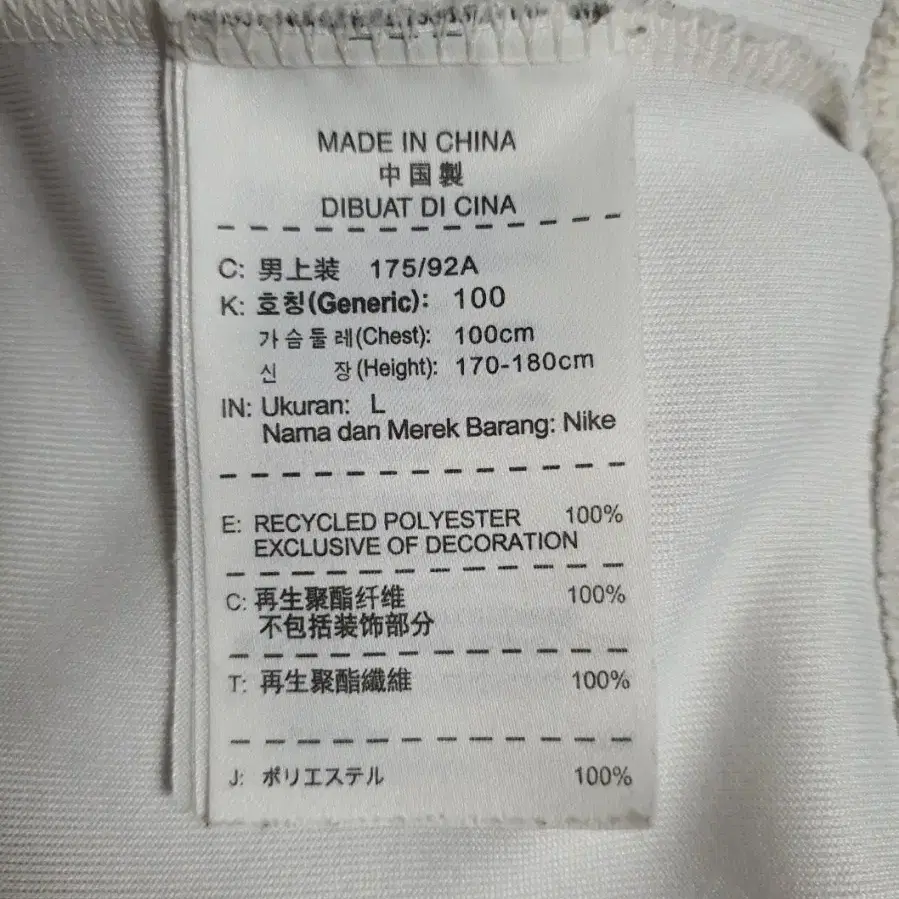 MADE IN CHINA
中国製
DIBUAT DI CINA
C: 男上装 175/92A
K: 호칭(Generic): 100
가슴둘레(Chest): 100cm
신 장(Height): 170-180cm
IN: Ukuran: L
Nama dan Merek Barang: Nike
E: RECYCLED POLYESTER 100%
EXCLUSIVE OF DECORATION
C: 再生聚酯纤维 100%
不包括装饰部分
T: 再生聚酯纖維 100%
J: ポリエステル 100%